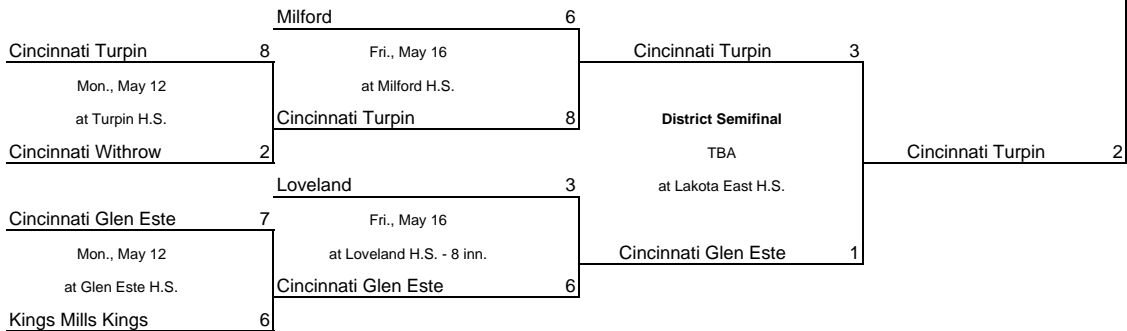 Milford 6
Cincinnati Turpin 8 Fri., May 16 Cincinnati Turpin 3
Mon., May 12 at Milford H.S.
at Turpin H.S. Cincinnati Turpin 8 District Semifinal
Cincinnati Withrow 2 TBA Cincinnati Turpin 2
Loveland 3 at Lakota East H.S.
Cincinnati Glen Este 7 Fri., May 16
Mon., May 12 at Loveland H.S. - 8 inn. Cincinnati Glen Este 1
at Glen Este H.S. Cincinnati Glen Este 6
Kings Mills Kings 6